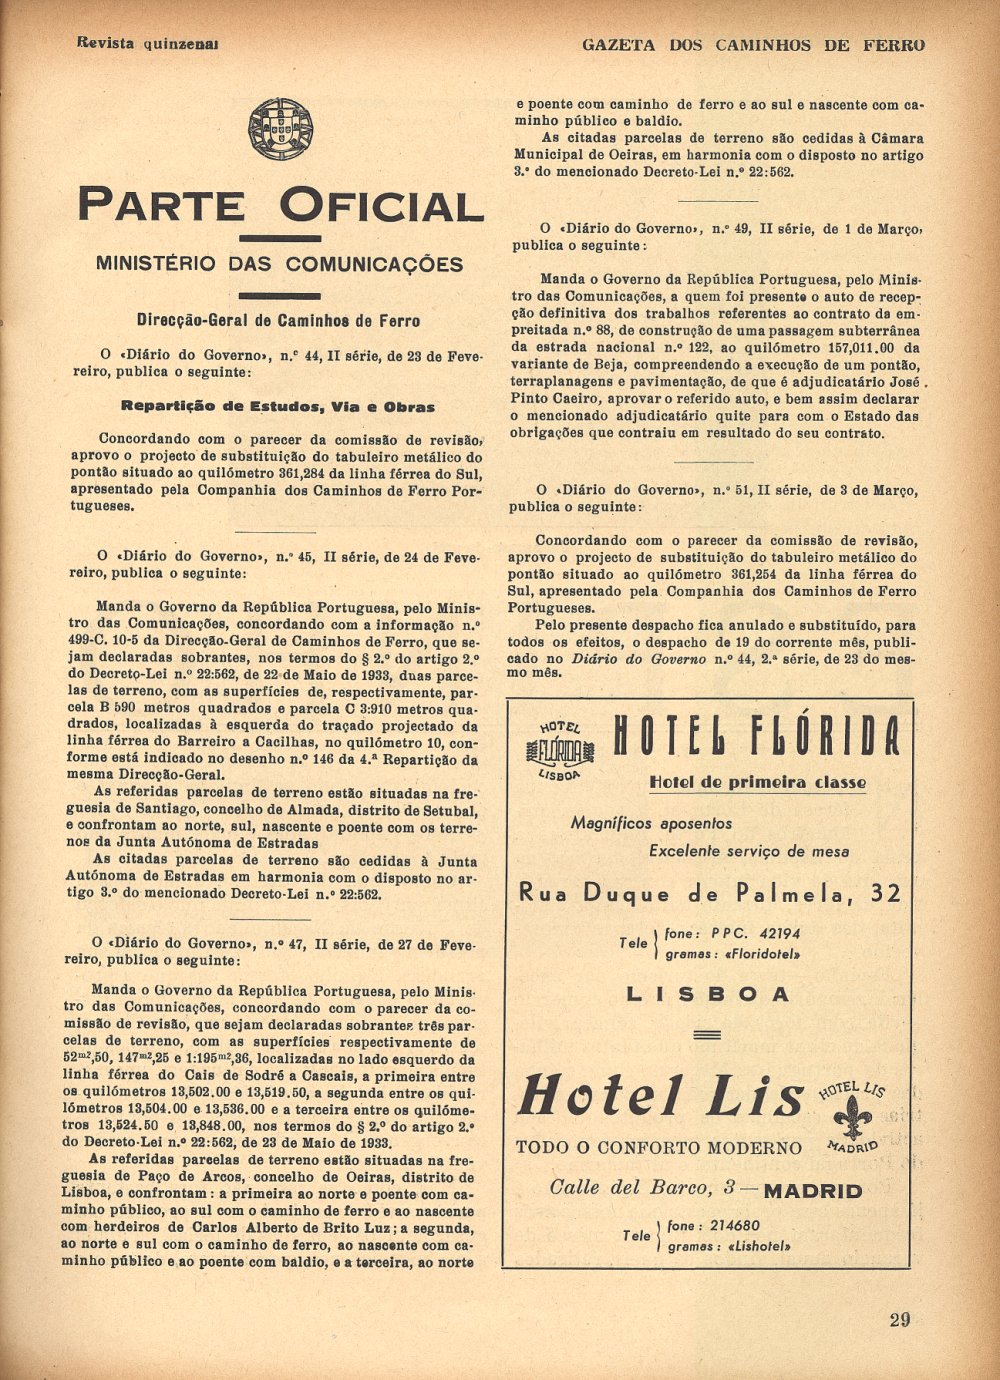 Revista quinzenal
GAZETA DOS CAMINHOS DE FERRO
PARTE OFICIAL
MINISTÉRIO DAS COMUNICAÇÕES
Direcção-Geral de Caminhos de Ferro
O «Diário do Governo», n.º 44, II série, de 23 de Feve-
reiro, publica o seguinte:
Repartição de Estudos, Via e Obras
Concordando com o parecer da comissão de revisão,
aprovo o projecto de substituição do tabuleiro metálico do
pontão situado ao quilómetro 361,284 da linha férrea do Sul,
apresentado pela Companhia dos Caminhos de Ferro Por-
tugueses.
O «Diário do Governo», n.º 45, II série, de 24 de Feve-
reiro, publica o seguinte:
Manda o Governo da República Portuguesa, pelo Minis-
tro das Comunicações, concordando com a informação n.º
499-C. 10-5 da Direcção-Geral de Caminhos de Ferro, que se-
jam declaradas sobrantes, nos termos do § 2.º do artigo 2.º
do Decreto-Lei n.º 22:562, de 22 de Maio de 1933, duas parce-
las de terreno, com as superfícies de, respectivamente, par-
cela B 590 metros quadrados e parcela C 3:910 metros qua-
drados, localizadas à esquerda do traçado projectado da
linha férrea do Barreiro a Cacilhas, no quilómetro 10, con-
forme está indicado no desenho n.º 146 da 4.ª Repartição da
mesma Direcção-Geral.
As referidas parcelas de terreno estão situadas na fre-
guesia de Santiago, concelho de Almada, distrito de Setubal,
e confrontam ao norte, sul, nascente e poente com os terre-
nos da Junta Autónoma de Estradas
As citadas parcelas de terreno são cedidas à Junta
Autónoma de Estradas em harmonia com o disposto no ar-
tigo 3.º do mencionado Decreto-Lei n.º 22:562.
O «Diário do Governo», n.º 47, II série, de 27 de Feve-
reiro, publica o seguinte:
Manda o Governo da República Portuguesa, pelo Minis-
tro das Comunicações, concordando com o parecer da co-
missão de revisão, que sejam declaradas sobrantes três par-
celas de terreno, com as superfícies respectivamente de
52m2,50, 147m2,25 e 1:195m2,36, localizadas no lado esquerdo da
linha férrea do Cais de Sodré a Cascais, a primeira entre
os quilómetros 13,502.00 e 13,519.50, a segunda entre os qui-
lómetros 13,504.00 e 13,536.00 e a terceira entre os quilóme-
tros 13,524.50 e 13,848.00, nos termos do § 2.º do artigo 2.º
do Decreto-Lei n.º 22:562, de 23 de Maio de 1933.
As referidas parcelas de terreno estão situadas na fre-
guesia de Paço de Arcos, concelho de Oeiras, distrito de
Lisboa, e confrontam: a primeira ao norte e poente com ca-
minho público, ao sul com o caminho de ferro e ao nascente
com herdeiros de Carlos Alberto de Brito Luz; a segunda,
ao norte e sul com o caminho de ferro, ao nascente com ca-
minho público e ao poente com baldio, e a terceira, ao norte
e poente com caminho de ferro e ao sul e nascente com ca-
minho público e baldio.
As citadas parcelas de terreno são cedidas à Câmara
Municipal de Oeiras, em harmonia com o disposto no artigo
3.º do mencionado Decreto-Lei n.º 22:562.
O «Diário do Governo», n.º 49, II série, de 1 de Março,
publica o seguinte:
Manda o Governo da República Portuguesa, pelo Minis-
tro das Comunicações, a quem foi presente o auto de recep-
ção definitiva dos trabalhos referentes ao contrato da em-
preitada n.º 88, de construção de uma passagem subterrânea
da estrada nacional n.º 122, ao quilómetro 157,011.00 da
variante de Beja, compreendendo a execução de um pontão,
terraplanagens e pavimentação, de que é adjudicatário José
Pinto Caeiro, aprovar o referido auto, e bem assim declarar
o mencionado adjudicatário quite para com o Estado das
obrigações que contraiu em resultado do seu contrato.
O «Diário do Governo», n.º 51, II série, de 3 de Março,
publica o seguinte:
Concordando com o parecer da comissão de revisão,
aprovo o projecto de substituição do tabuleiro metálico do
pontão situado ao quilómetro 361,254 da linha férrea do
Sul, apresentado pela Companhia dos Caminhos de Ferro
Portugueses.
Pelo presente despacho fica anulado e substituído, para
todos os efeitos, o despacho de 19 do corrente mês, publi-
cado no Diário do Governo n.º 44, 2.ª série, de 23 do mes-
mo mês.
HOTEL
FLÓRIDA
LISBOA
HOTEL FLÓRIDA
Hotel de primeira classe
Magníficos aposentos
Excelente serviço de mesa
Rua Duque de Palmela, 32
Tele
fone: PPC. 42194
gramas: «Floridotel»
LISBOA
Hotel Lis
HOTEL LIS
MADRID
TODO O CONFORTO MODERNO
Calle del Barco, 3 — MADRID
Tele
fone: 214680
gramas: «Lishotel»
29